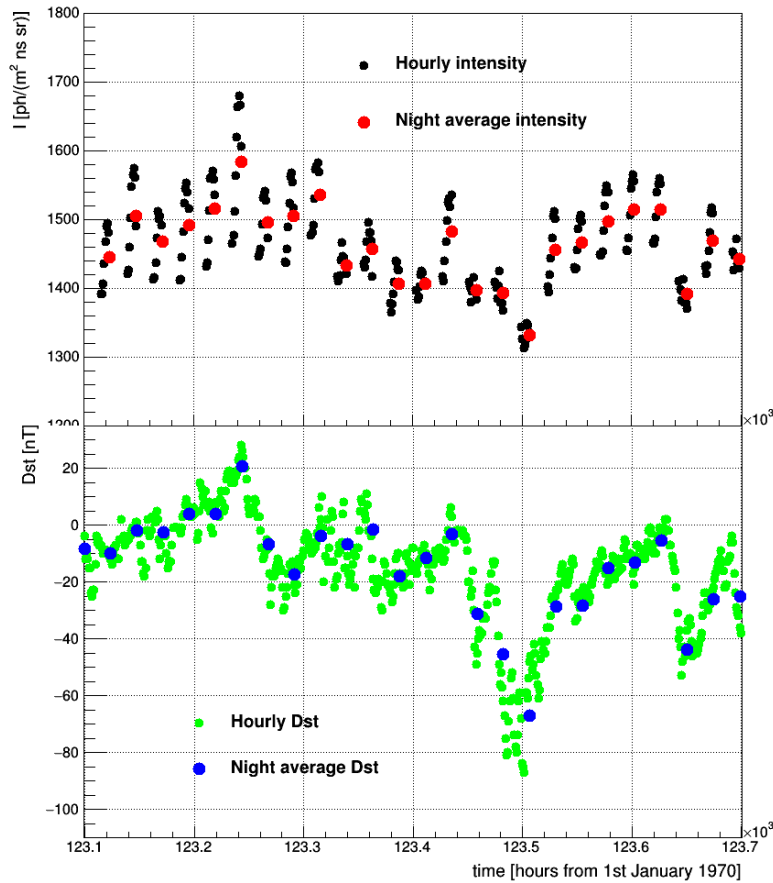 1800
1700
1600
1500
1400
1300
1200
I [ph/(m² ns sr)]
Hourly intensity
Night average intensity
×10³
Dst [nT]
20
0
−20
−40
−60
−80
−100
Hourly Dst
Night average Dst
123.1 123.2 123.3 123.4 123.5 123.6 123.7
×10³
time [hours from 1st January 1970]